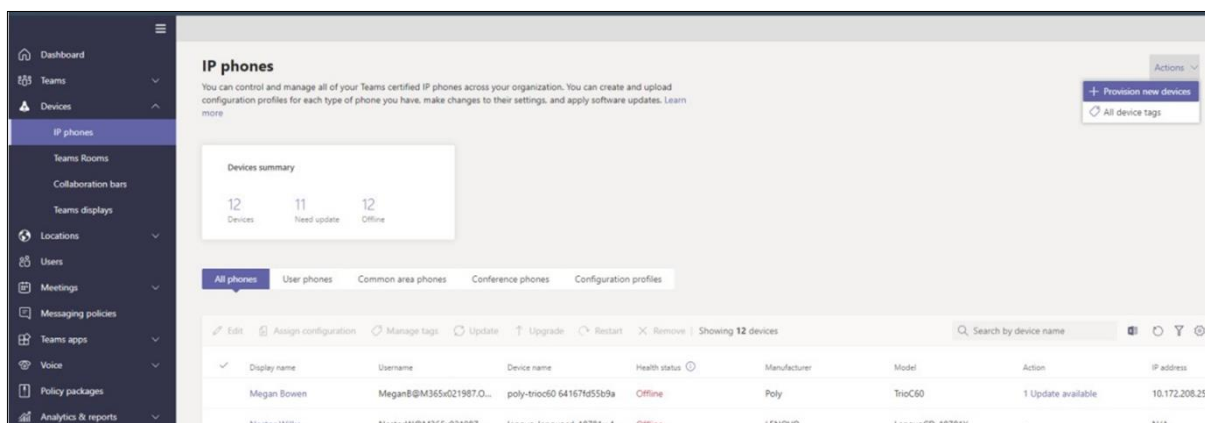 Dashboard
Teams
Devices
IP phones
Teams Rooms
Collaboration bars
Teams displays
Locations
Users
Meetings
Messaging policies
Teams apps
Voice
Policy packages
Analytics & reports
IP phones
You can control and manage all of your Teams certified IP phones across your organization. You can create and upload
configuration profiles for each type of phone you have, make changes to their settings, and apply software updates. Learn
more
Actions
+ Provision new devices
All device tags
Devices summary
12 11 12
Devices Need update Offline
All phones User phones Common area phones Conference phones Configuration profiles
Edit Assign configuration Manage tags Update Upgrade Restart Remove | Showing 12 devices Search by device name
Display name Username Device name Health status Manufacturer Model Action IP address
Megan Bowen MeganB@M365x021987.O... poly-trioc60 64167fd55b9a Offline Poly TrioC60 1 Update available 10.172.208.25